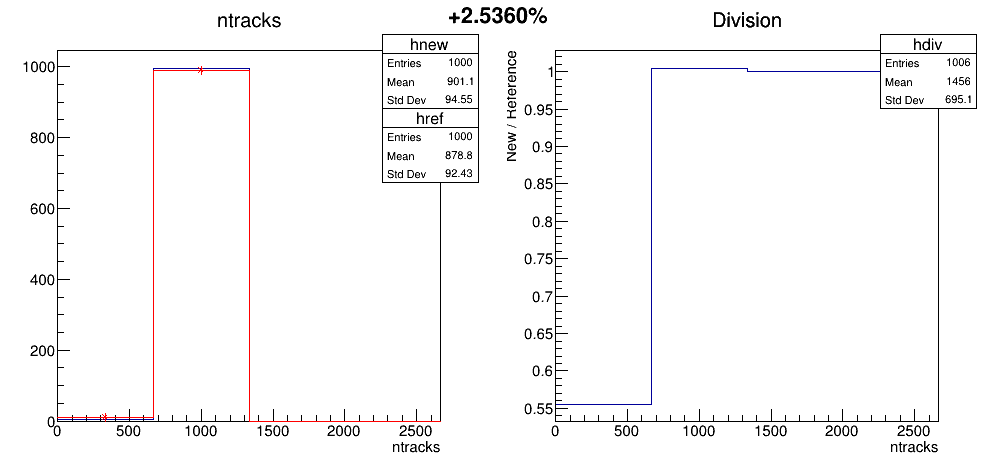 +2.5360%
ntracks
hnew
Entries 1000
Mean 901.1
Std Dev 94.55
href
Entries 1000
Mean 878.8
Std Dev 92.43
1000
800
600
400
200
0
0 500 1000 1500 2000 2500
ntracks
Division
hdiv
Entries 1006
Mean 1456
Std Dev 695.1
New / Reference
1
0.95
0.9
0.85
0.8
0.75
0.7
0.65
0.6
0.55
0 500 1000 1500 2000 2500
ntracks